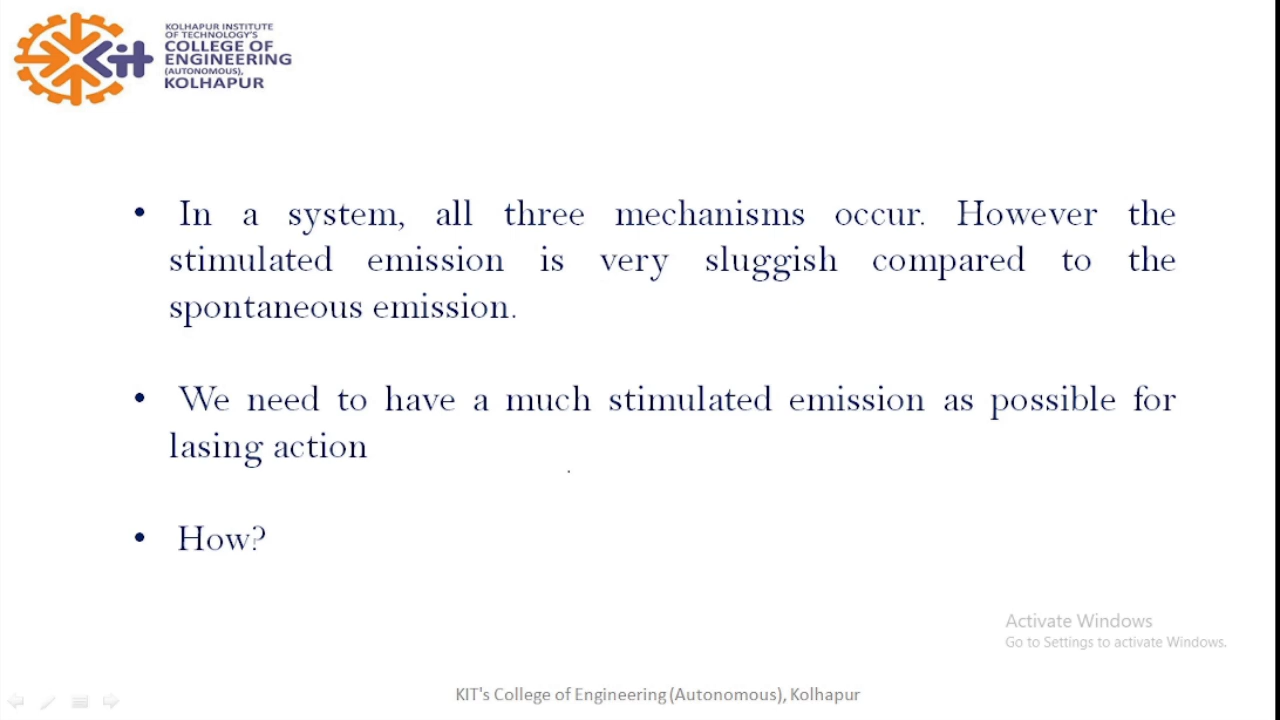 KOLHAPUR INSTITUTE
OF TECHNOLOGY'S
COLLEGE OF
ENGINEERING
(AUTONOMOUS),
KOLHAPUR
Kit
• In a system, all three mechanisms occur. However the
stimulated emission is very sluggish compared to the
spontaneous emission.
• We need to have a much stimulated emission as possible for
lasing action
• How?
Activate Windows
Go to Settings to activate Windows.
KIT's College of Engineering (Autonomous), Kolhapur